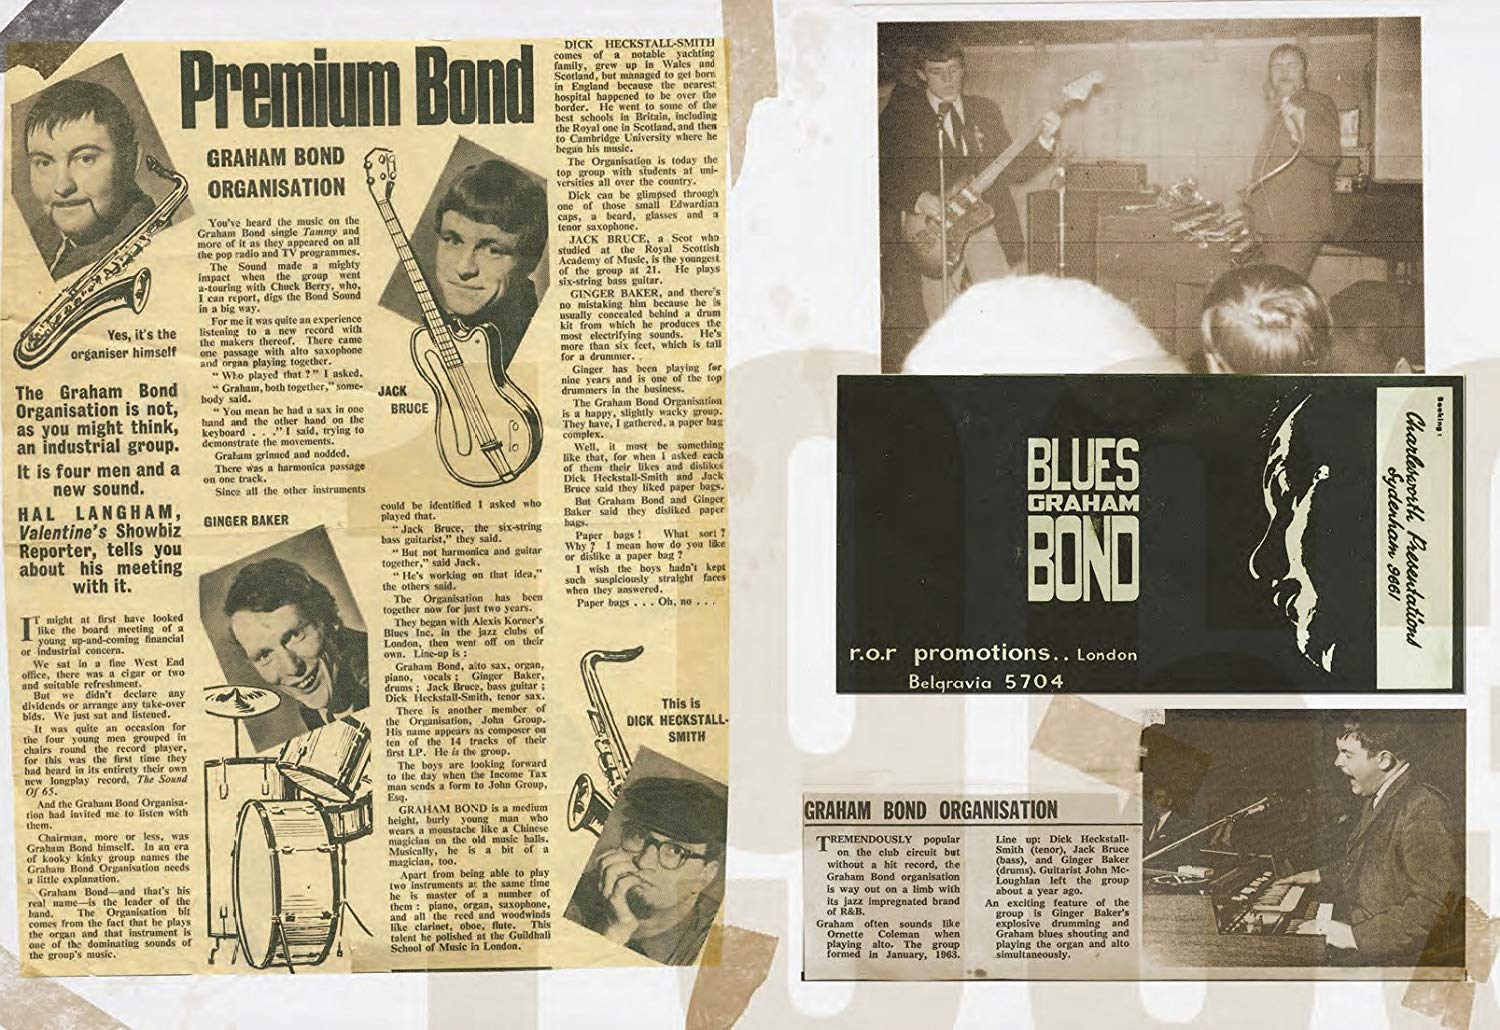 Premium Bond
GRAHAM BOND
ORGANISATION
Yes, it's the
organiser himself
The Graham Bond
Organisation is not,
as you might think,
an industrial group.
It is four men and a
new sound.
HAL LANGHAM,
Valentine's Showbiz
Reporter, tells you
about his meeting
with it.
IT might at first have looked
like the board meeting of a
young up-and-coming financial
or industrial concern.
We sat in a fine West End
office, there was a cigar or two
and suitable refreshment.
But we didn't declare any
dividends or arrange any take-over
bids. We just sat and listened.
It was quite an occasion for
the four young men grouped in
chairs round the record player,
for this was the first time they
had heard in its entirety their own
new longplay record, The Sound
Of 65.
And the Graham Bond Organisa-
tion had invited me to listen with
them.
Chairman, more or less, was
Graham Bond himself. In an era
of kooky kinky group names the
Graham Bond Organisation needs
a little explanation.
Graham Bond—and that's his
real name—is the leader of the
band. The Organisation bit
comes from the fact that he plays
the organ and that instrument is
one of the dominating sounds of
the group's music.
You've heard the music on the
Graham Bond single Tammy and
more of it as they appeared on all
the pop radio and TV programmes.
The Sound made a mighty
impact when the group went
a-touring with Chuck Berry, who,
I can report, digs the Bond Sound
in a big way.
For me it was quite an experience
listening to a new record with
the makers thereof. There came
one passage with alto saxophone
and organ playing together.
" Who played that ? " I asked.
" Graham, both together," some-
body said.
" You mean he had a sax in one
hand and the other hand on the
keyboard . . ." I said, trying to
demonstrate the movements.
Graham grinned and nodded.
There was a harmonica passage
on one track.
Since all the other instruments
GINGER BAKER
JACK
BRUCE
could be identified I asked who
played that.
" Jack Bruce, the six-string
bass guitarist," they said.
" But not harmonica and guitar
together," said Jack.
" He's working on that idea,"
the others said.
The Organisation has been
together now for just two years.
They began with Alexis Korner's
Blues Inc. in the jazz clubs of
London, then went off on their
own. Line-up is :
Graham Bond, alto sax, organ,
piano, vocals ; Ginger Baker,
drums ; Jack Bruce, bass guitar ;
Dick Heckstall-Smith, tenor sax.
There is another member of
the Organisation, John Group.
His name appears as composer on
ten of the 14 tracks of their
first LP. He is the group.
The boys are looking forward
to the day when the Income Tax
man sends a form to John Group,
Esq.
GRAHAM BOND is a medium
height, burly young man who
wears a moustache like a Chinese
magician on the old music halls.
Musically, he is a bit of a
magician, too.
Apart from being able to play
two instruments at the same time
he is master of a number of
them : piano, organ, saxophone,
and all the reed and woodwinds
like clarinet, oboe, flute. This
talent he polished at the Guildhall
School of Music in London.
DICK HECKSTALL-SMITH
comes of a notable yachting
family, grew up in Wales and
Scotland, but managed to get born
in England because the nearest
hospital happened to be over the
border. He went to some of the
best schools in Britain, including
the Royal one in Scotland, and then
to Cambridge University where he
began his music.
The Organisation is today the
top group with students at uni-
versities all over the country.
Dick can be glimpsed through
one of those small Edwardian
caps, a beard, glasses and a
tenor saxophone.
JACK BRUCE, a Scot who
studied at the Royal Scottish
Academy of Music, is the youngest
of the group at 21. He plays
six-string bass guitar.
GINGER BAKER, and there's
no mistaking him because he is
usually concealed behind a drum
kit from which he produces the
most electrifying sounds. He's
more than six feet, which is tall
for a drummer.
Ginger has been playing for
nine years and is one of the top
drummers in the business.
The Graham Bond Organisation
is a happy, slightly wacky group.
They have, I gathered, a paper bag
complex.
Well, it must be something
like that, for when I asked each
of them their likes and dislikes
Dick Heckstall-Smith and Jack
Bruce said they liked paper bags.
But Graham Bond and Ginger
Baker said they disliked paper
bags.
Paper bags ! What sort ?
Why ? I mean how do you like
or dislike a paper bag ?
I wish the boys hadn't kept
such suspiciously straight faces
when they answered.
Paper bags . . . Oh, no . . .
This is
DICK HECKSTALL-
SMITH
BLUES
GRAHAM
BOND
r.o.r promotions.. London
Belgravia 5704
Booking:
Charlesworth Presentations
Sydenham 9661
GRAHAM BOND ORGANISATION
TREMENDOUSLY popular
on the club circuit but
without a hit record, the
Graham Bond organisation
is way out on a limb with
its jazz impregnated brand
of R&B.
Graham often sounds like
Ornette Coleman when
playing alto. The group
formed in January, 1963.
Line up: Dick Heckstall-
Smith (tenor), Jack Bruce
(bass), and Ginger Baker
(drums). Guitarist John Mc-
Loughlan left the group
about a year ago.
An exciting feature of the
group is Ginger Baker's
explosive drumming and
Graham blues shouting and
playing the organ and alto
simultaneously.